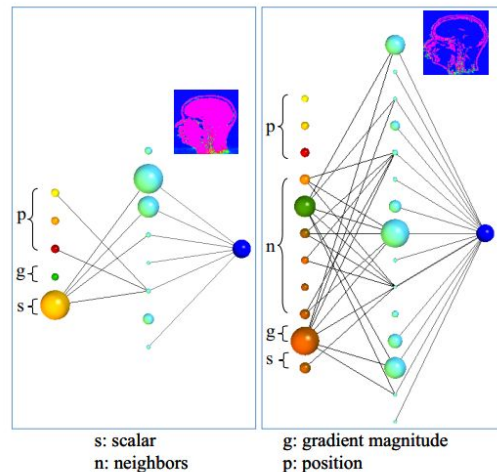 p
g
s
p
n
g
s
s: scalar
g: gradient magnitude
n: neighbors
p: position